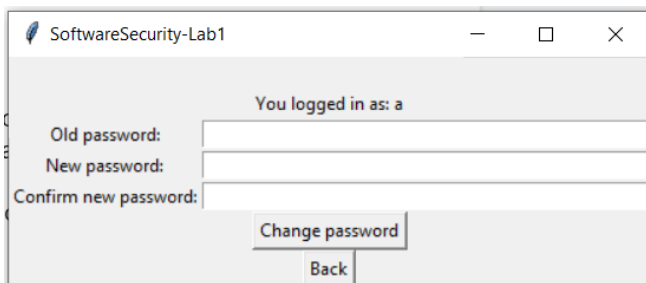 SoftwareSecurity-Lab1
You logged in as: a
Old password:
New password:
Confirm new password:
Change password
Back